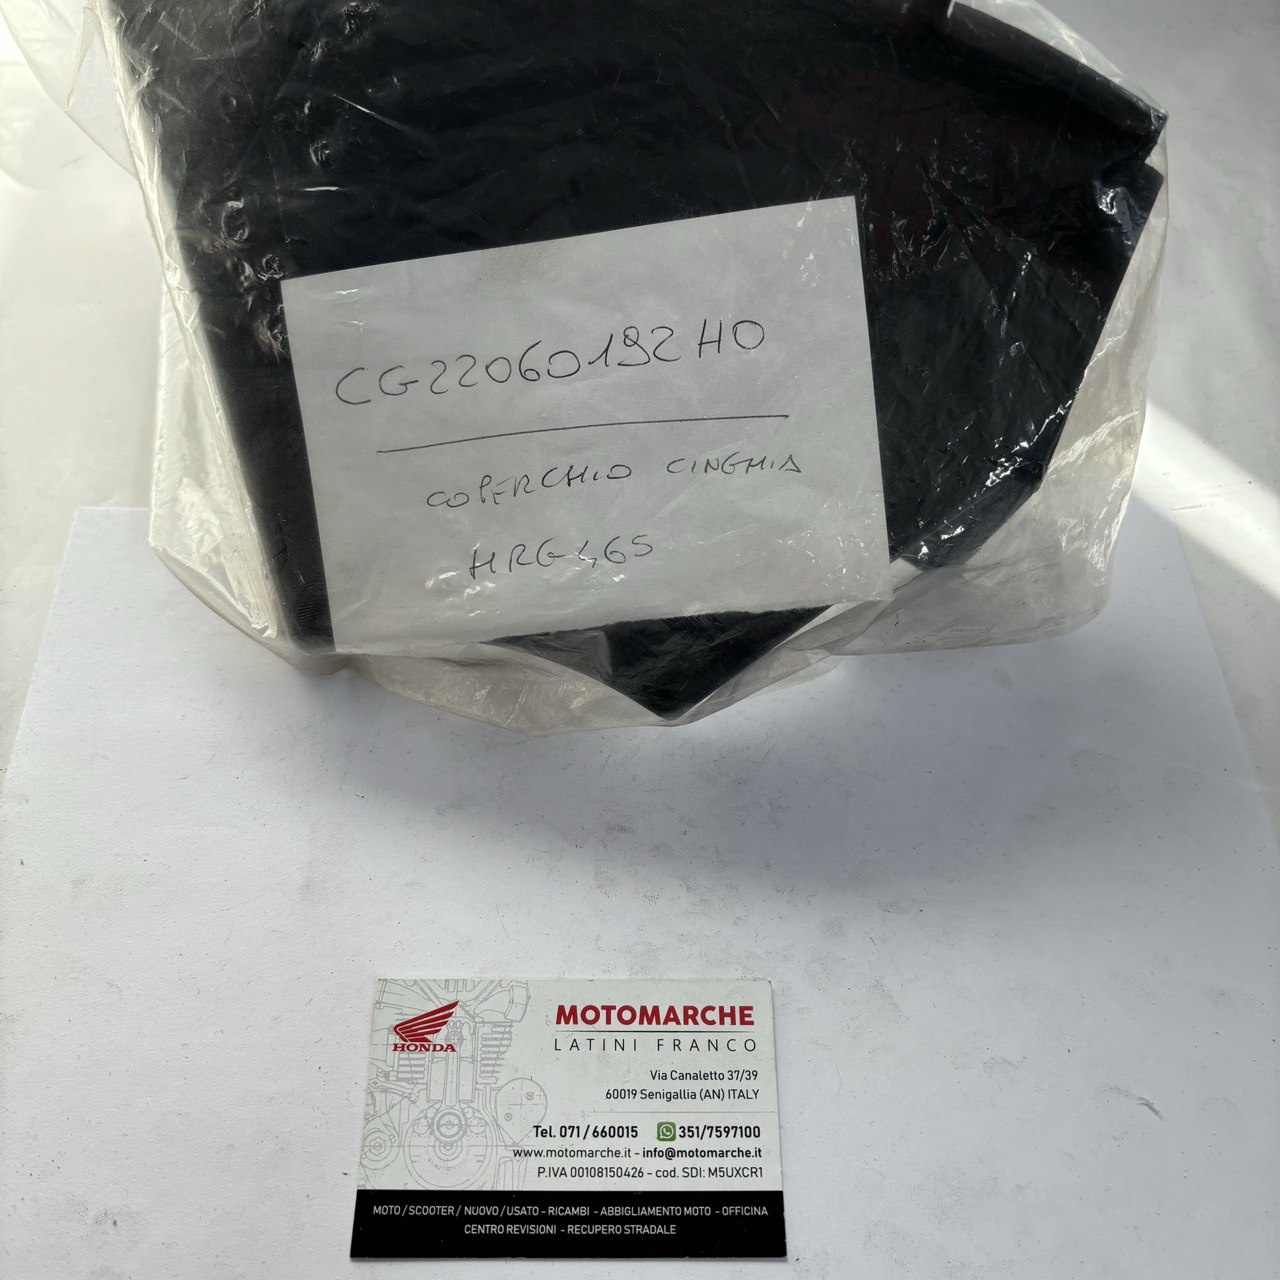 CG22060192H0
COPERCHIO CINGHIA
HRG465
HONDA
MOTOMARCHE
LATINI FRANCO
Via Canaletto 37/39
60019 Senigallia (AN) ITALY
Tel. 071/660015 351/7597100
www.motomarche.it - info@motomarche.it
P.IVA 00108150426 - cod. SDI: M5UXCR1
MOTO / SCOOTER / NUOVO / USATO - RICAMBI - ABBIGLIAMENTO MOTO - OFFICINA
CENTRO REVISIONI - RECUPERO STRADALE